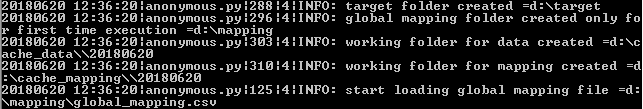 20180620 12:36:20|anonymous.py|288|4|INFO: target folder created =d:\target
20180620 12:36:20|anonymous.py|296|4|INFO: global mapping folder created only fo
r first time execution =d:\mapping
20180620 12:36:20|anonymous.py|303|4|INFO: working folder for data created =d:\c
ache_data\\20180620
20180620 12:36:20|anonymous.py|310|4|INFO: working folder for mapping created =d
:\cache_mapping\\20180620
20180620 12:36:20|anonymous.py|125|4|INFO: start loading global mapping file =d:
\mapping\global_mapping.csv